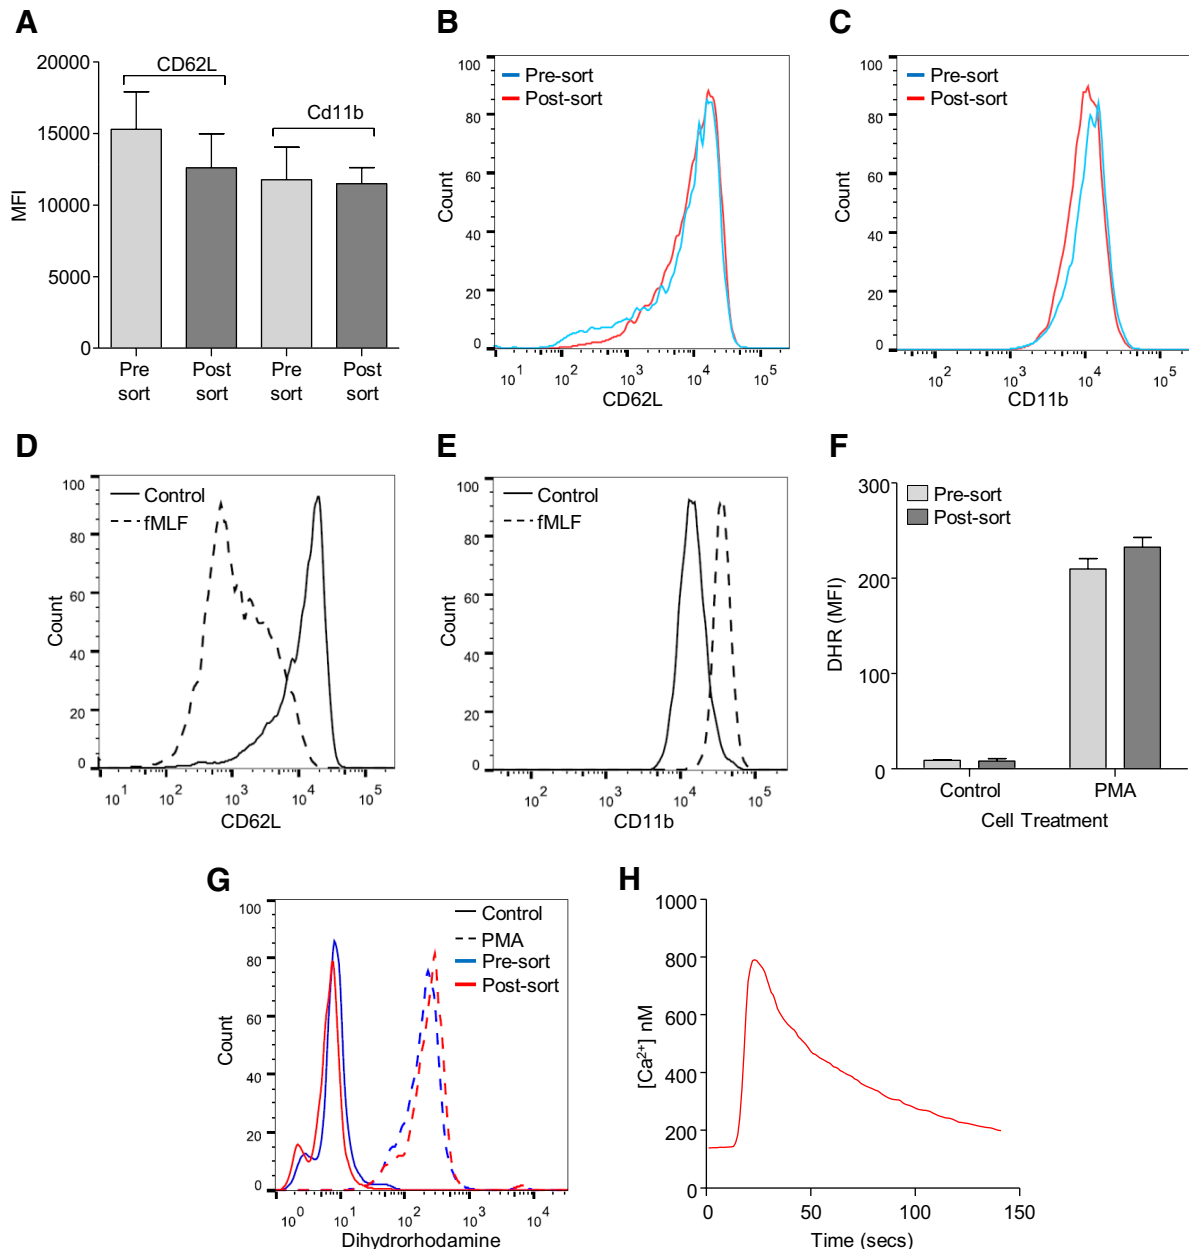 A
20000
15000
10000
5000
0
MFI
CD62L
Cd11b
Pre sort
Post sort
Pre sort
Post sort
B
100
80
60
40
20
0
Count
Pre-sort
Post-sort
10¹ 10² 10³ 10⁴ 10⁵
CD62L
C
100
80
60
40
20
0
Count
Pre-sort
Post-sort
10² 10³ 10⁴ 10⁵
CD11b
D
100
80
60
40
20
0
Count
Control
fMLF
10¹ 10² 10³ 10⁴ 10⁵
CD62L
E
100
80
60
40
20
0
Count
Control
fMLF
10² 10³ 10⁴ 10⁵
CD11b
F
300
200
100
0
DHR (MFI)
Pre-sort
Post-sort
Control PMA
Cell Treatment
G
100
80
60
40
20
0
Count
Control
PMA
Pre-sort
Post-sort
10⁰ 10¹ 10² 10³ 10⁴
Dihydrorhodamine
H
1000
800
600
400
200
0
[Ca²⁺] nM
0 50 100 150
Time (secs)